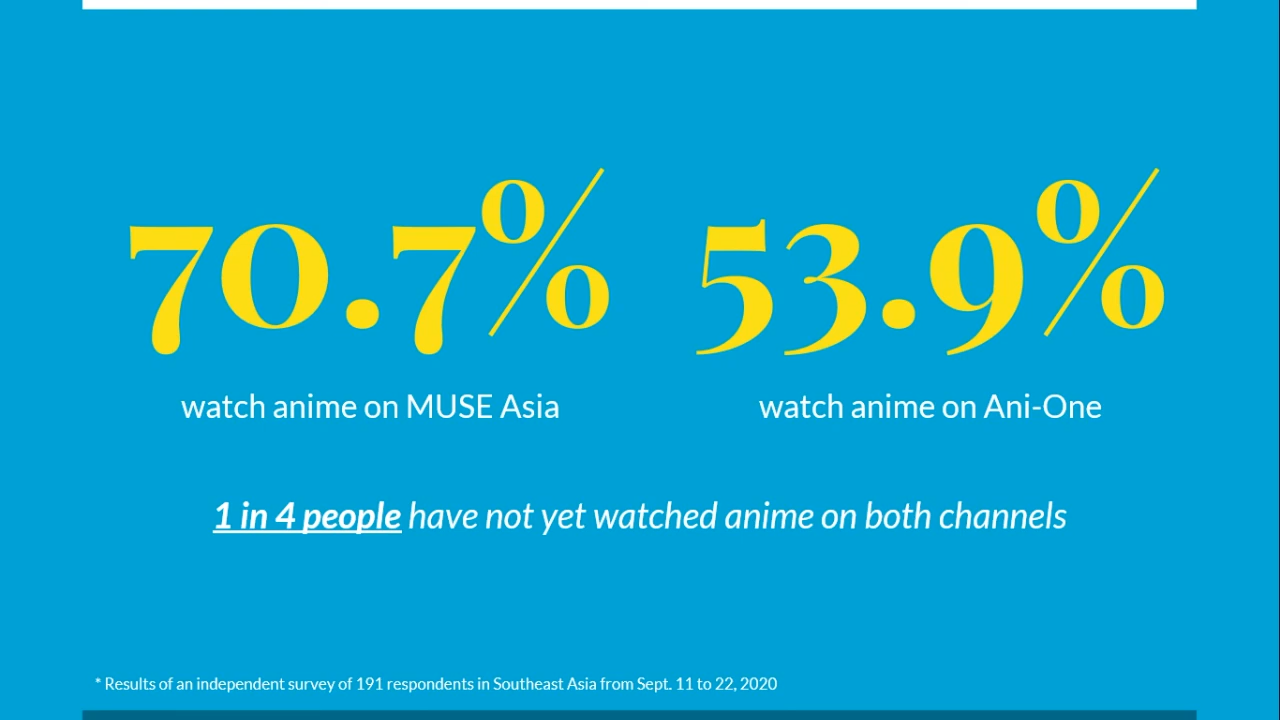 70.7% 53.9%
watch anime on MUSE Asia watch anime on Ani-One
1 in 4 people have not yet watched anime on both channels
* Results of an independent survey of 191 respondents in Southeast Asia from Sept. 11 to 22, 2020